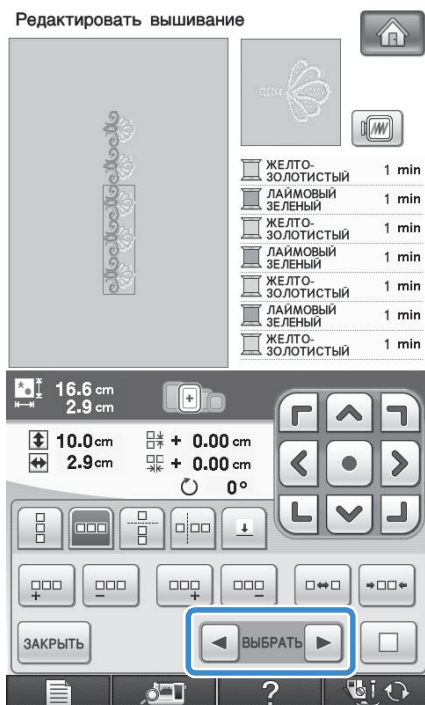 Редактировать вышивание
ЖЕЛТО-
ЗОЛОТИСТЫЙ 1 min
ЛАЙМОВЫЙ
ЗЕЛЕНЫЙ 1 min
ЖЕЛТО-
ЗОЛОТИСТЫЙ 1 min
ЛАЙМОВЫЙ
ЗЕЛЕНЫЙ 1 min
ЖЕЛТО-
ЗОЛОТИСТЫЙ 1 min
ЛАЙМОВЫЙ
ЗЕЛЕНЫЙ 1 min
ЖЕЛТО-
ЗОЛОТИСТЫЙ 1 min
16.6 cm
2.9 cm
10.0 cm + 0.00 cm
2.9 cm + 0.00 cm
0°
ЗАКРЫТЬ ВЫБРАТЬ
?